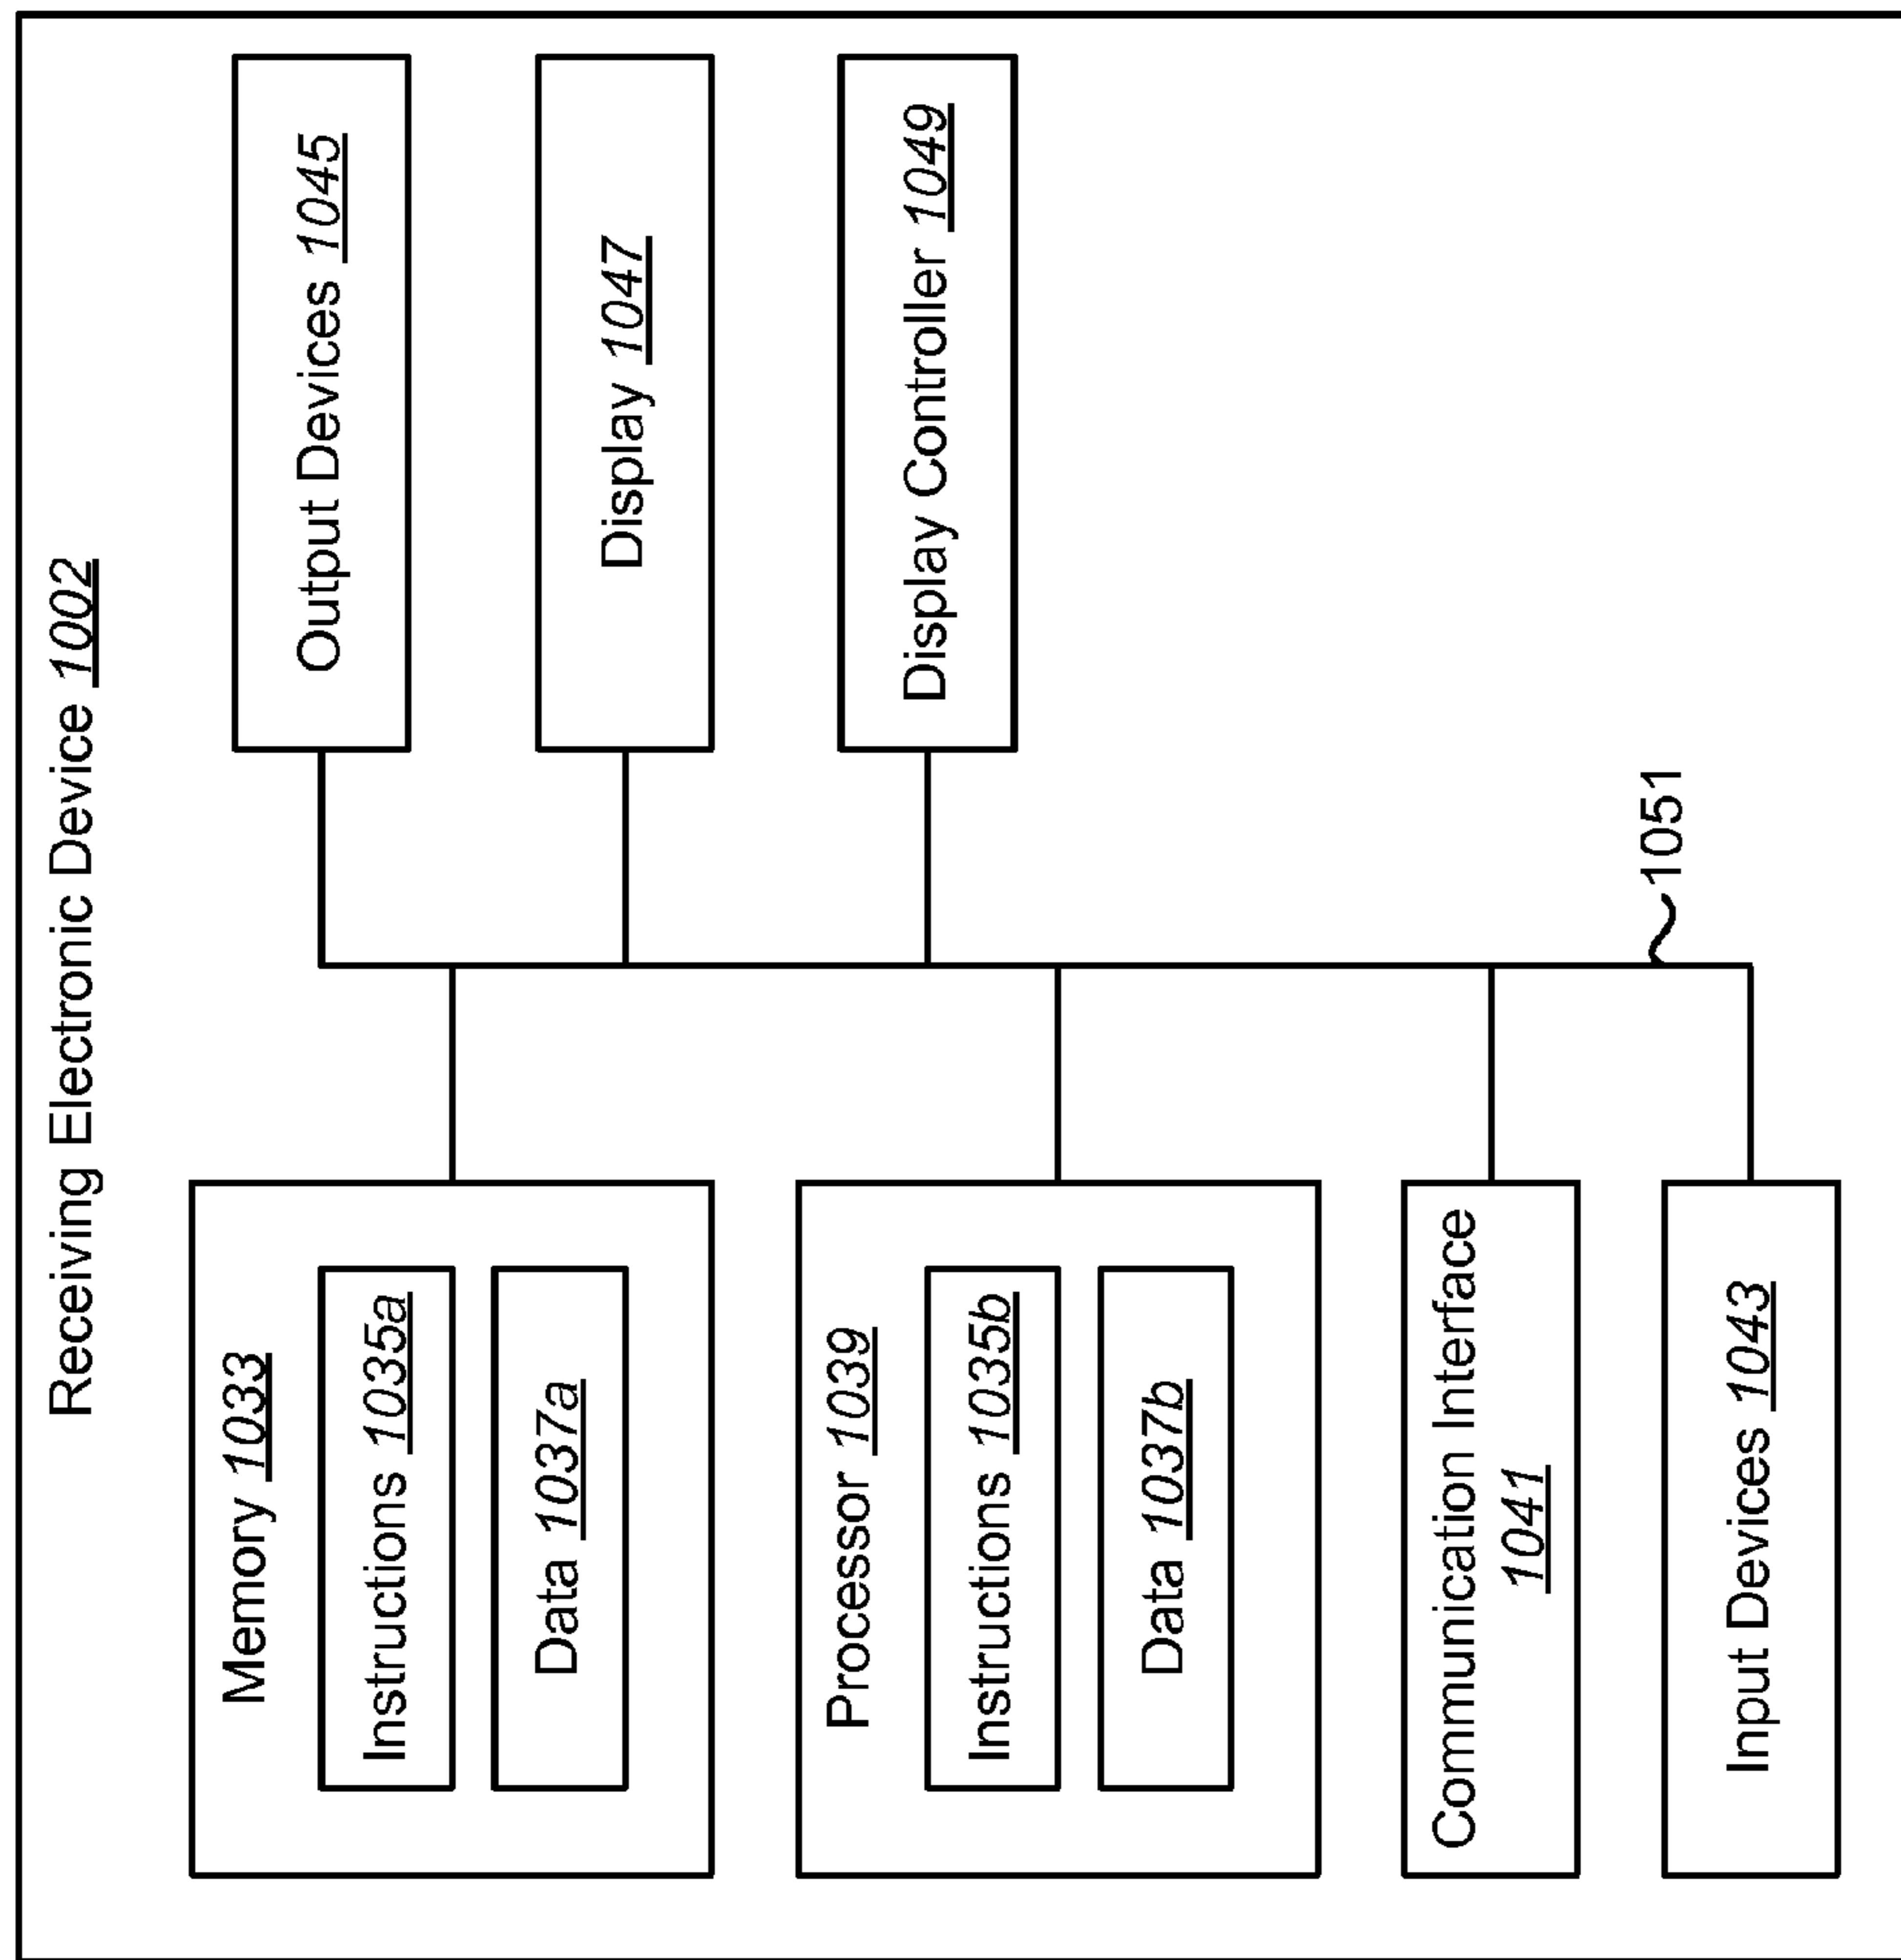 Receiving Electronic Device 1002
Memory 1033
Instructions 1035a
Data 1037a
Processor 1039
Instructions 1035b
Data 1037b
Communication Interface
1041
Input Devices 1043
Output Devices 1045
Display 1047
Display Controller 1049
1051